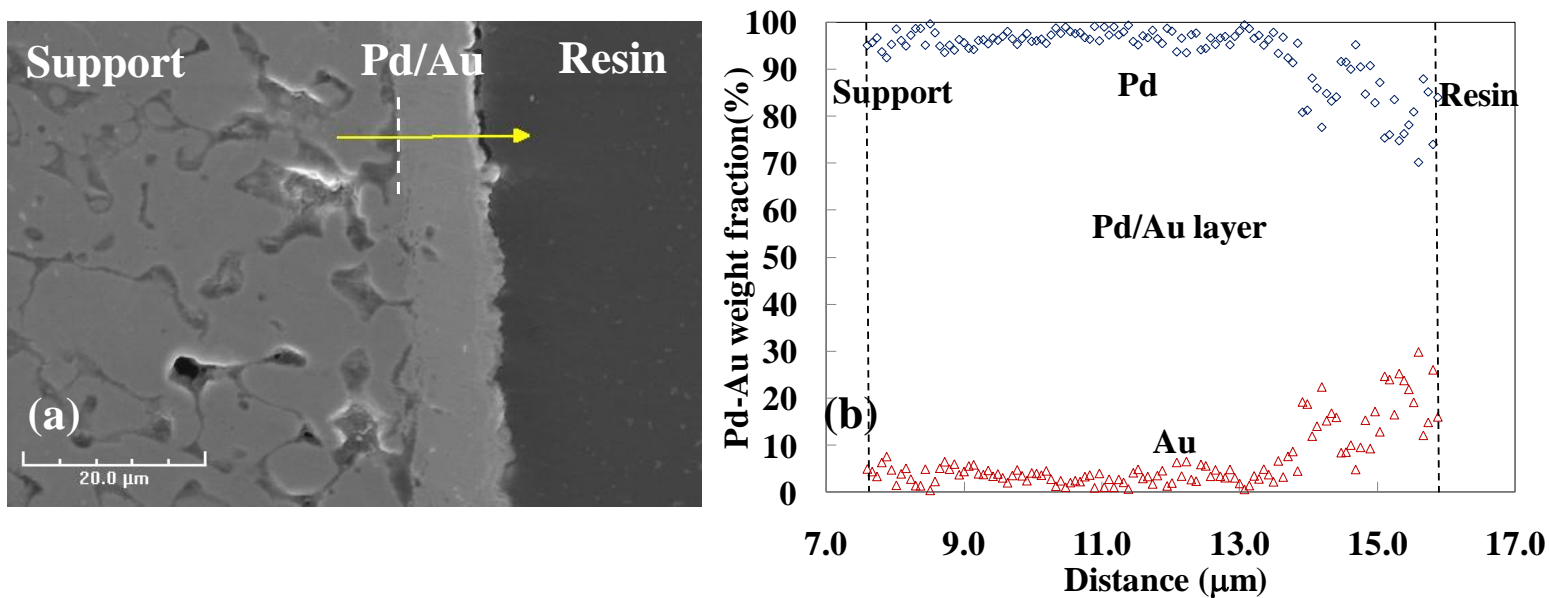 Support Pd/Au Resin
(a)
20.0 μm
Pd-Au weight fraction(%)
100
90
80
70
60
50
40
30
20
10
0
Support
Pd
Resin
Pd/Au layer
(b)
Au
7.0 9.0 11.0 13.0 15.0 17.0
Distance (μm)